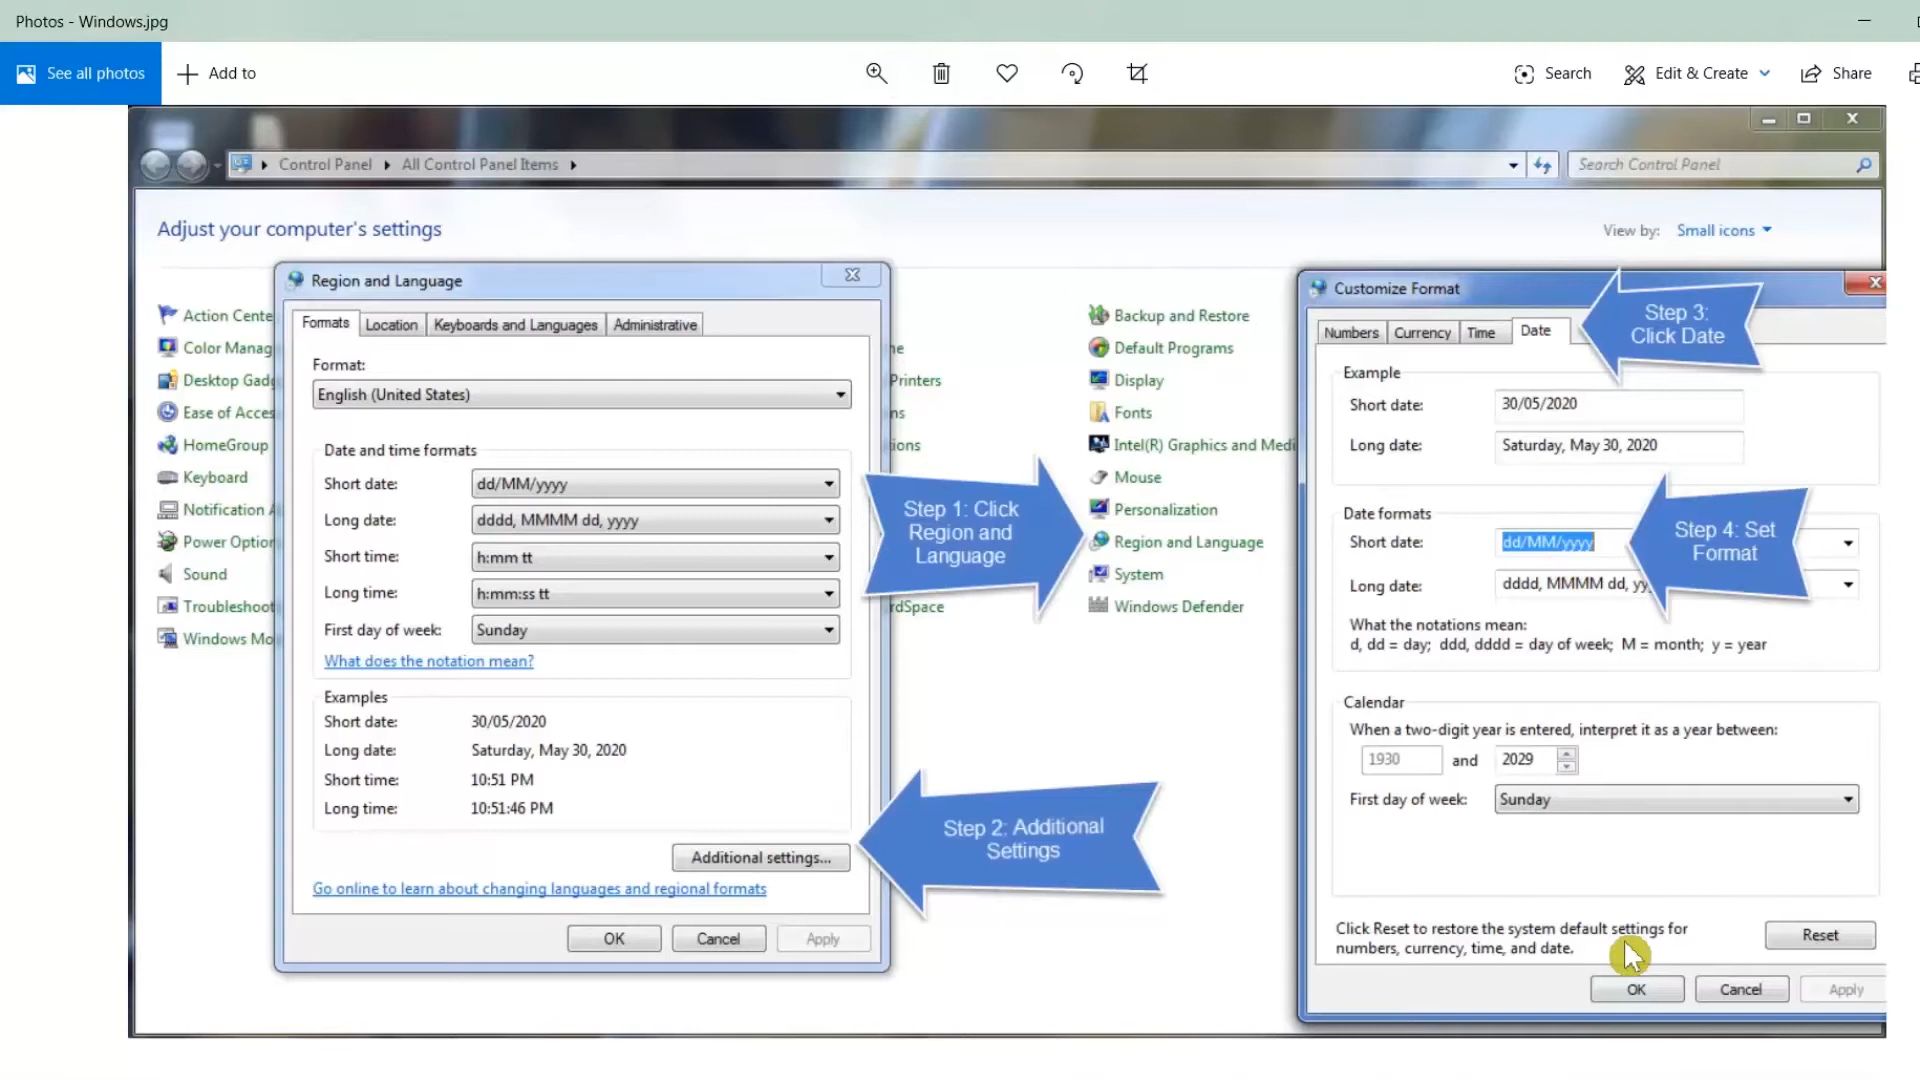 Photos - Windows.jpg
See all photos
Add to
Search
Edit & Create
Share
Control Panel
All Control Panel Items
Search Control Panel
Adjust your computer's settings
View by: Small icons
Region and Language
Formats
Location
Keyboards and Languages
Administrative
Format:
English (United States)
Date and time formats
Short date: dd/MM/yyyy
Long date: dddd, MMMM dd, yyyy
Short time: h:mm tt
Long time: h:mm:ss tt
First day of week: Sunday
What does the notation mean?
Examples
Short date: 30/05/2020
Long date: Saturday, May 30, 2020
Short time: 10:51 PM
Long time: 10:51:46 PM
Additional settings...
Go online to learn about changing languages and regional formats
OK
Cancel
Apply
Action Cente
Color Manag
Desktop Gadg
Ease of Acces
HomeGroup
Keyboard
Notification A
Power Option
Sound
Troubleshoot
Windows Mo
ne
Printers
ns
ions
rdSpace
Step 1: Click
Region and
Language
Step 2: Additional
Settings
Backup and Restore
Default Programs
Display
Fonts
Intel(R) Graphics and Medi
Mouse
Personalization
Region and Language
System
Windows Defender
Customize Format
Numbers
Currency
Time
Date
Step 3:
Click Date
Example
Short date: 30/05/2020
Long date: Saturday, May 30, 2020
Date formats
Short date: dd/MM/yyyy
Long date: dddd, MMMM dd, yy
Step 4: Set
Format
What the notations mean:
d, dd = day; ddd, dddd = day of week; M = month; y = year
Calendar
When a two-digit year is entered, interpret it as a year between:
1930 and 2029
First day of week: Sunday
Click Reset to restore the system default settings for
numbers, currency, time, and date.
Reset
OK
Cancel
Apply